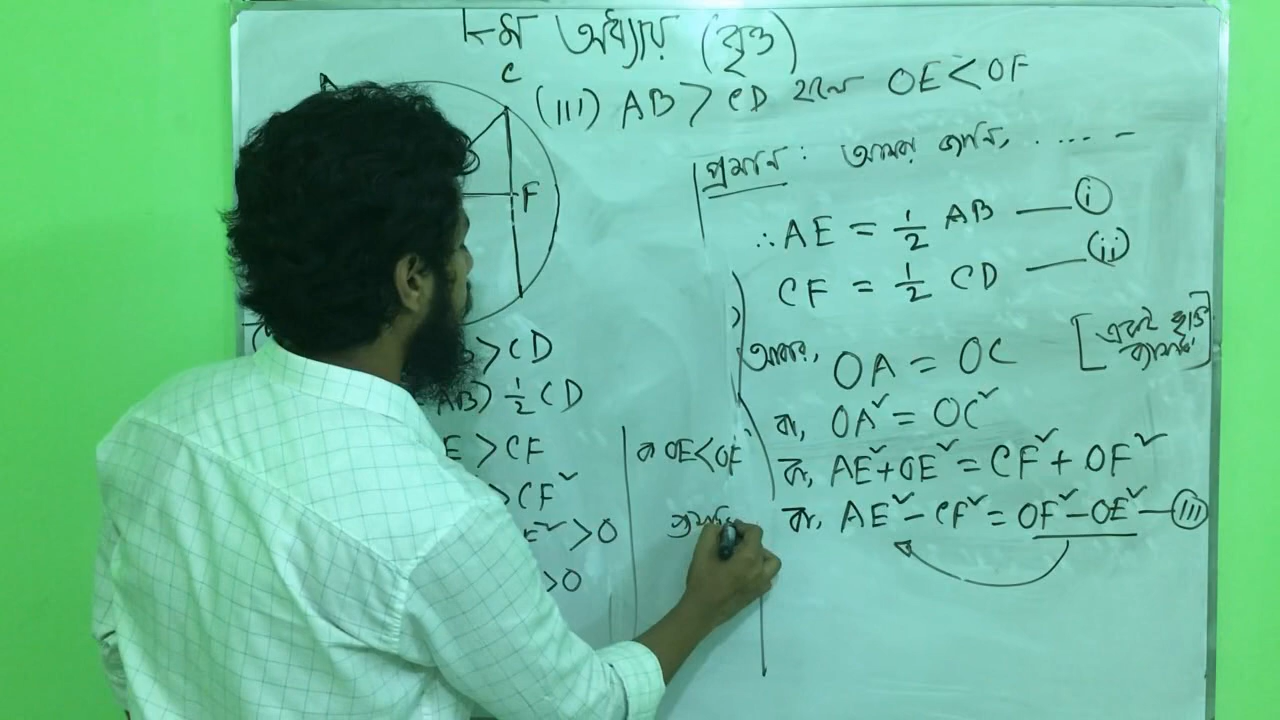 ৮ম অধ্যায় (বৃত্ত)
(iii) AB > CD হলে OE < OF
A
C
F
> CD
AB) ½ CD
E > CF
> CF²
E² > 0
> 0
বা OE < OF
প্রমাণ : আমরা জানি, ..... -
∴ AE = ½ AB — (i)
CF = ½ CD — (ii)
আবার, OA = OC [একই বৃত্তের
বা, OA² = OC²
বা, AE² + OE² = CF² + OF²
বা, AE² - CF² = OF² - OE² — (iii)